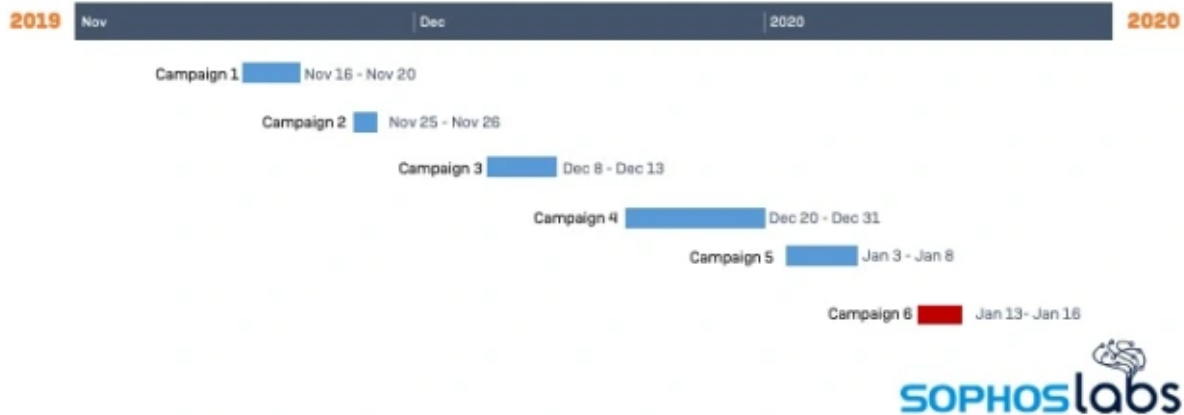 2019 Nov Dec 2020 2020
Campaign 1 Nov 16 - Nov 20
Campaign 2 Nov 25 - Nov 26
Campaign 3 Dec 8 - Dec 13
Campaign 4 Dec 20 - Dec 31
Campaign 5 Jan 3 - Jan 8
Campaign 6 Jan 13- Jan 16
SOPHOSlabs